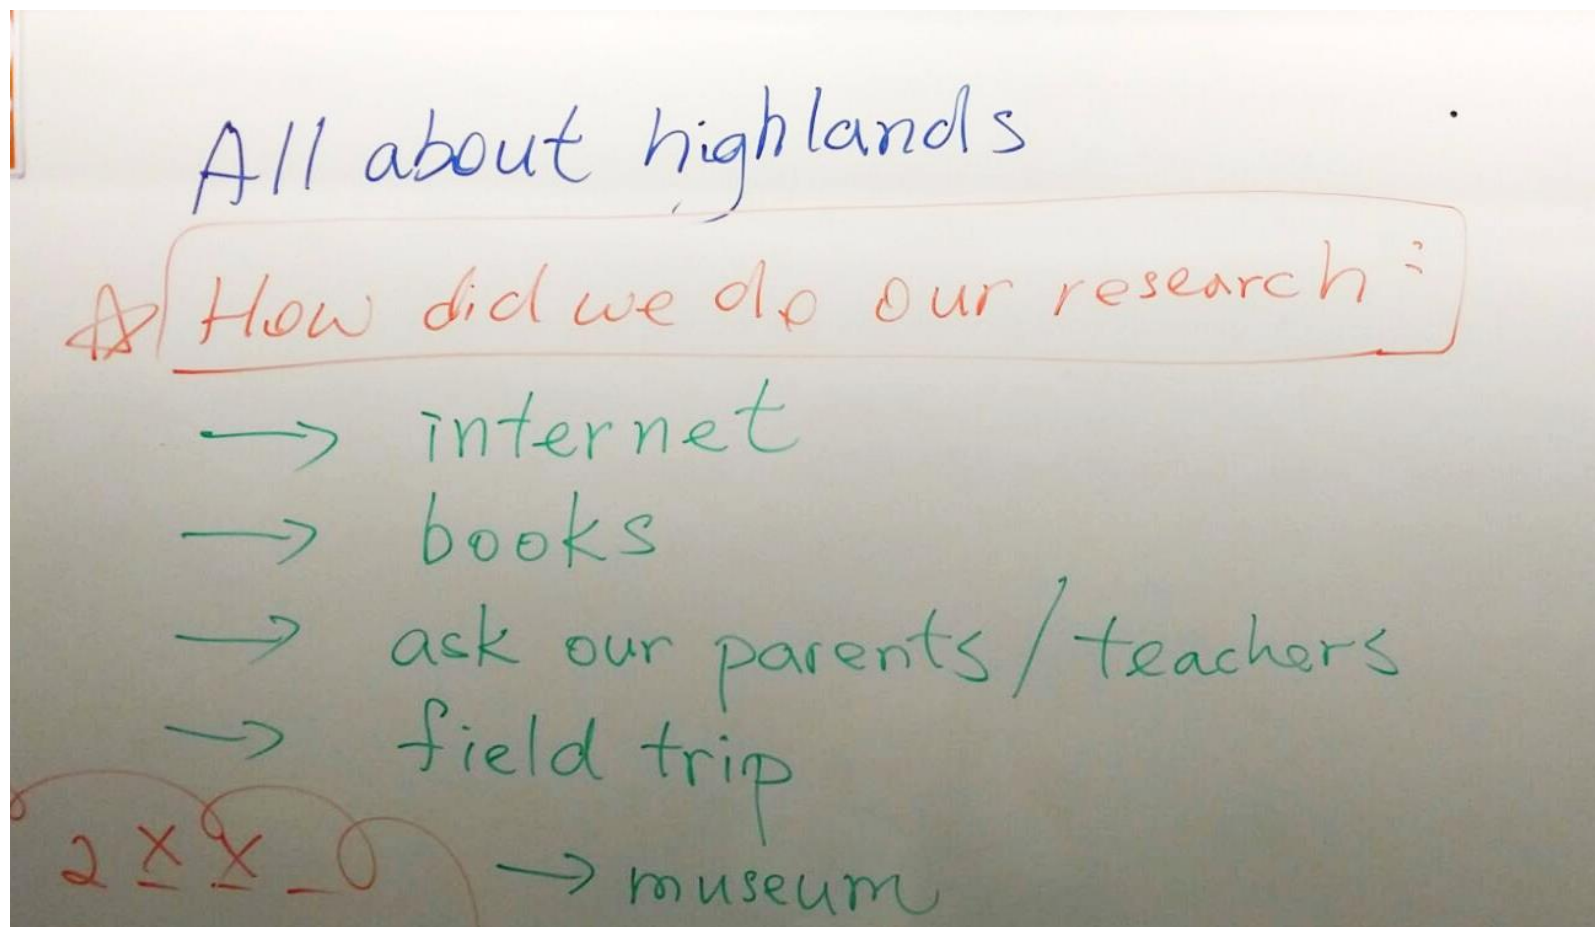 All about highlands
How did we do our research:
→ internet
→ books
→ ask our parents/teachers
→ field trip
→ museum
2 X X _